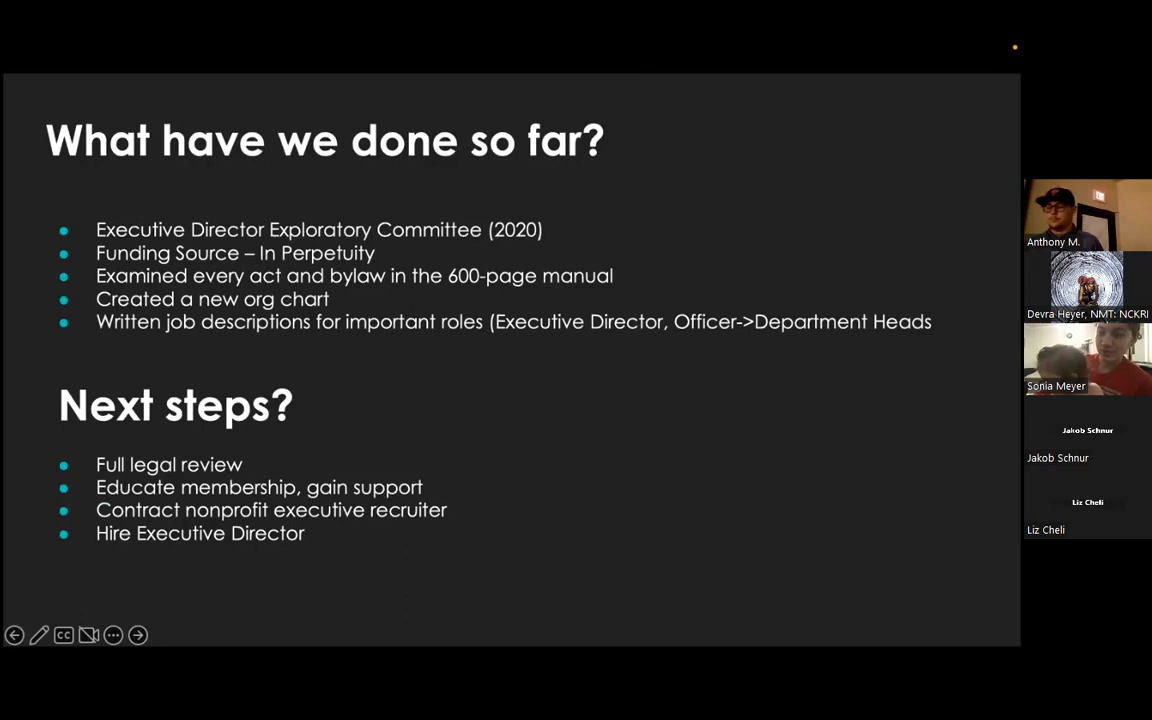 What have we done so far?
Executive Director Exploratory Committee (2020)
Funding Source – In Perpetuity
Examined every act and bylaw in the 600-page manual
Created a new org chart
Written job descriptions for important roles (Executive Director, Officer->Department Heads
Next steps?
Full legal review
Educate membership, gain support
Contract nonprofit executive recruiter
Hire Executive Director
CC
Anthony M.
Devra Heyer, NMT: NCKRI
Sonia Meyer
Jakob Schnur
Jakob Schnur
Liz Cheli
Liz Cheli